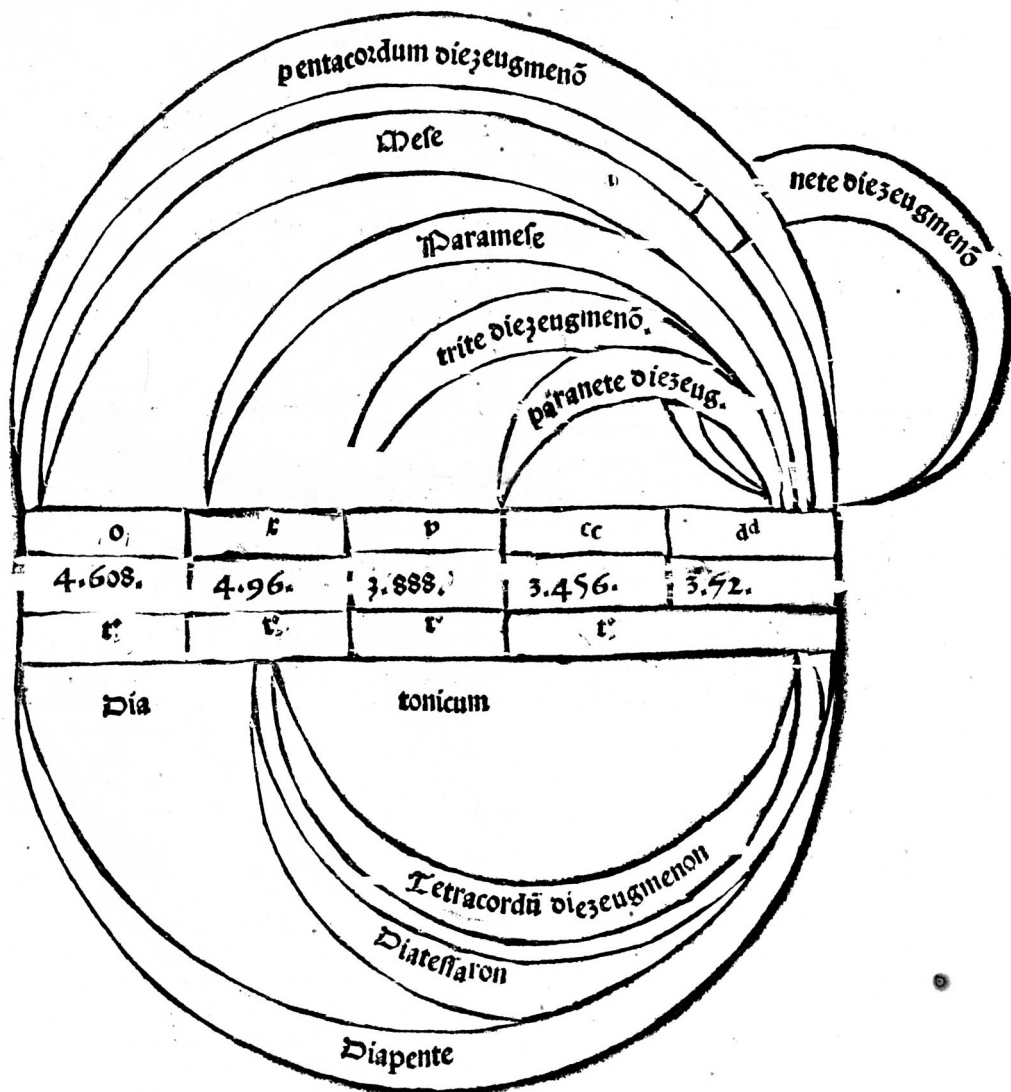 pentacordum diezeugmenō
Mese
nete diezeugmenō
Paramese
trite diezeugmenō.
paranete diezeug.
o p cc dd
4.608. 4.96. 3.888. 3.456. 3.72.
Dia tonicum
Tetracordū diezeugmenon
Diatessaron
Diapente